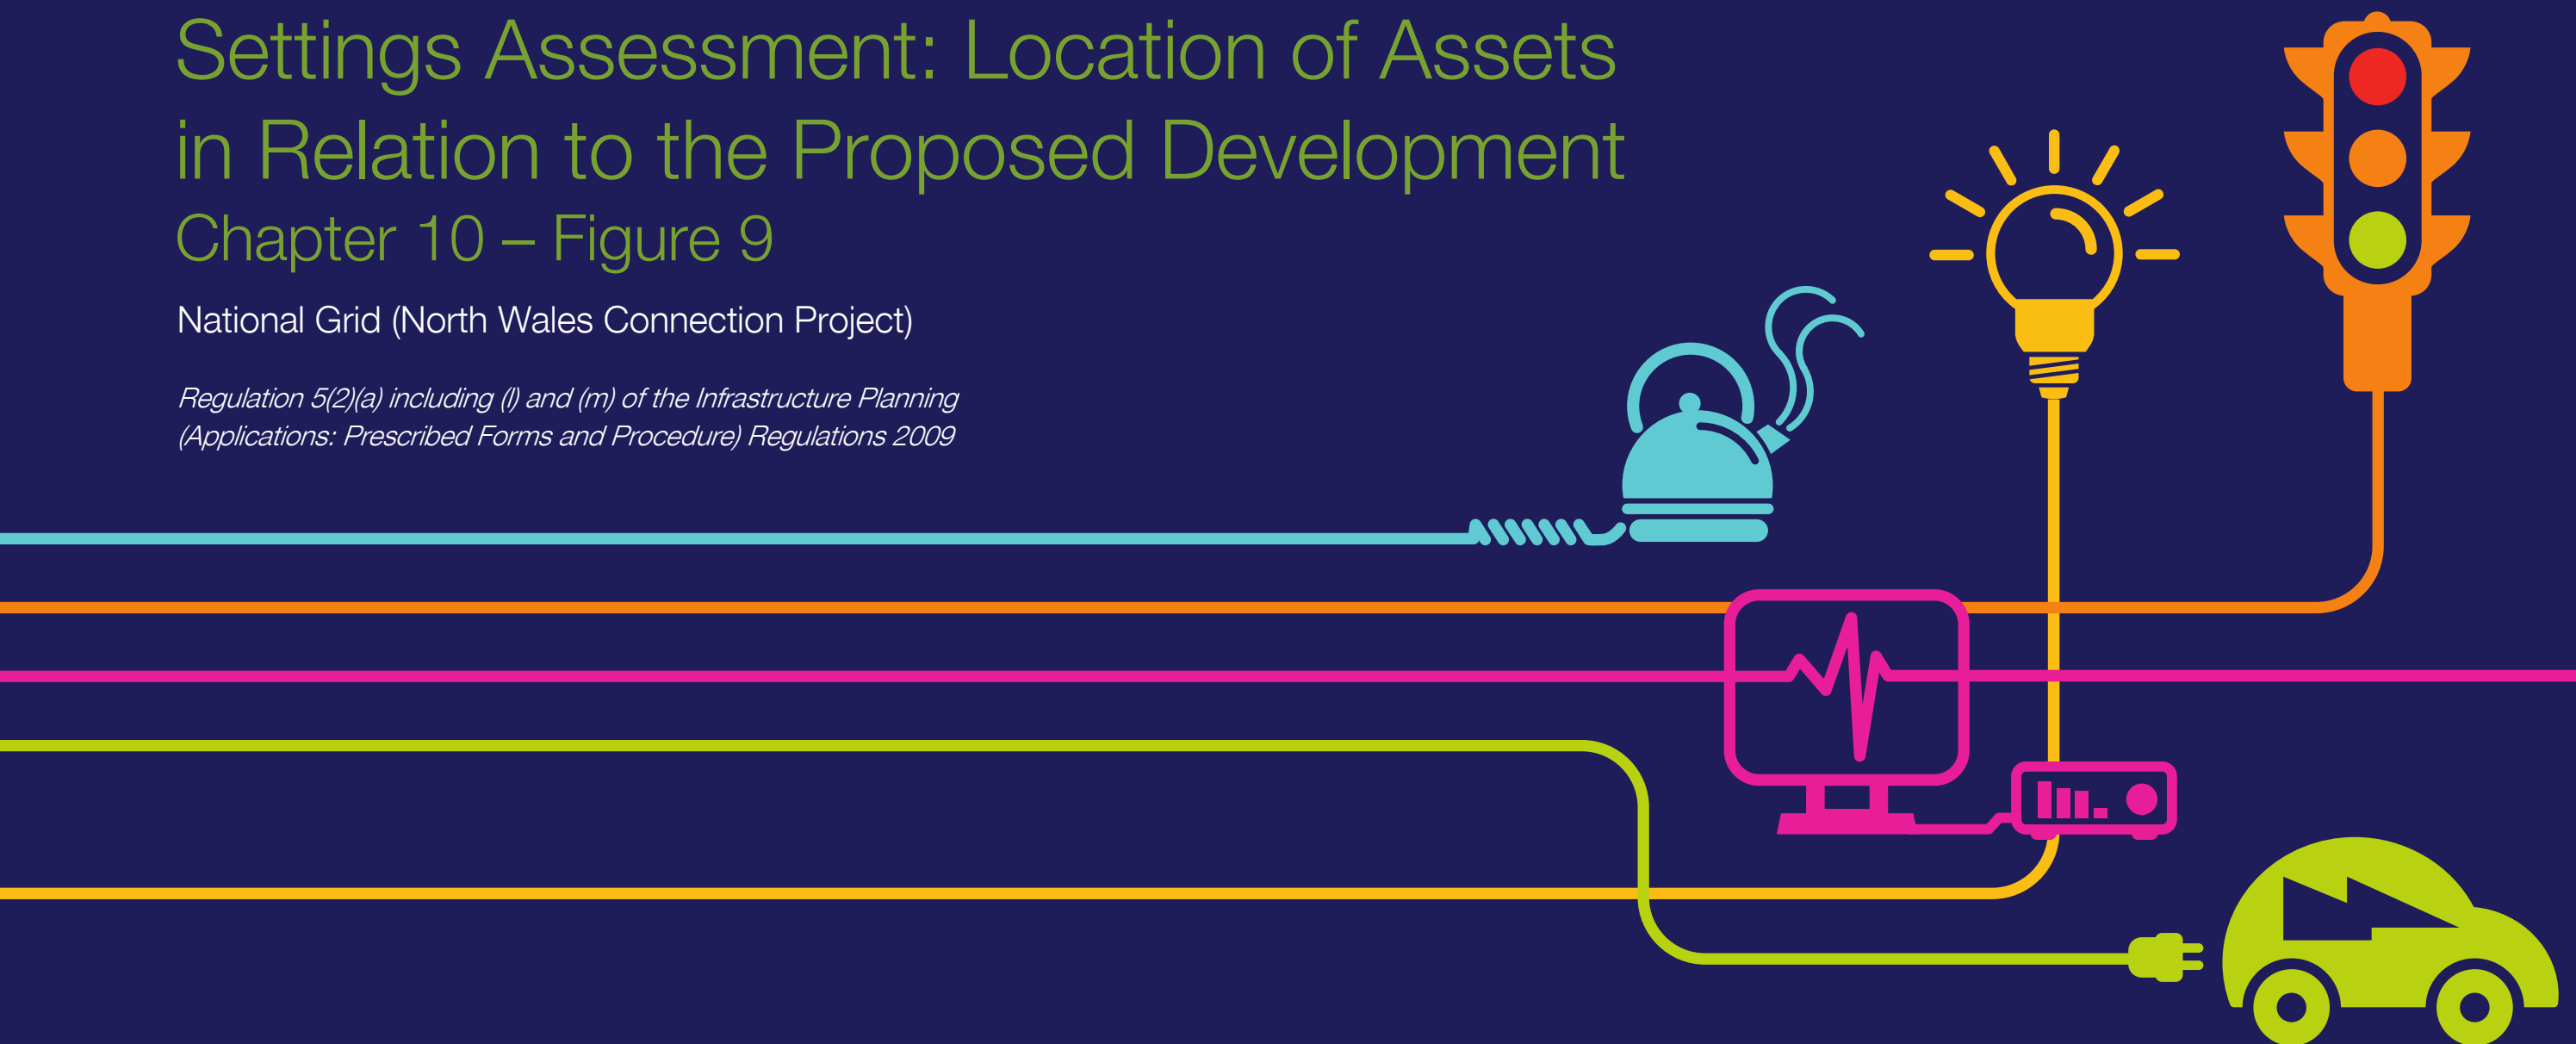 Settings Assessment: Location of Assets
in Relation to the Proposed Development
Chapter 10 – Figure 9
National Grid (North Wales Connection Project)
Regulation 5(2)(a) including (l) and (m) of the Infrastructure Planning
(Applications: Prescribed Forms and Procedure) Regulations 2009